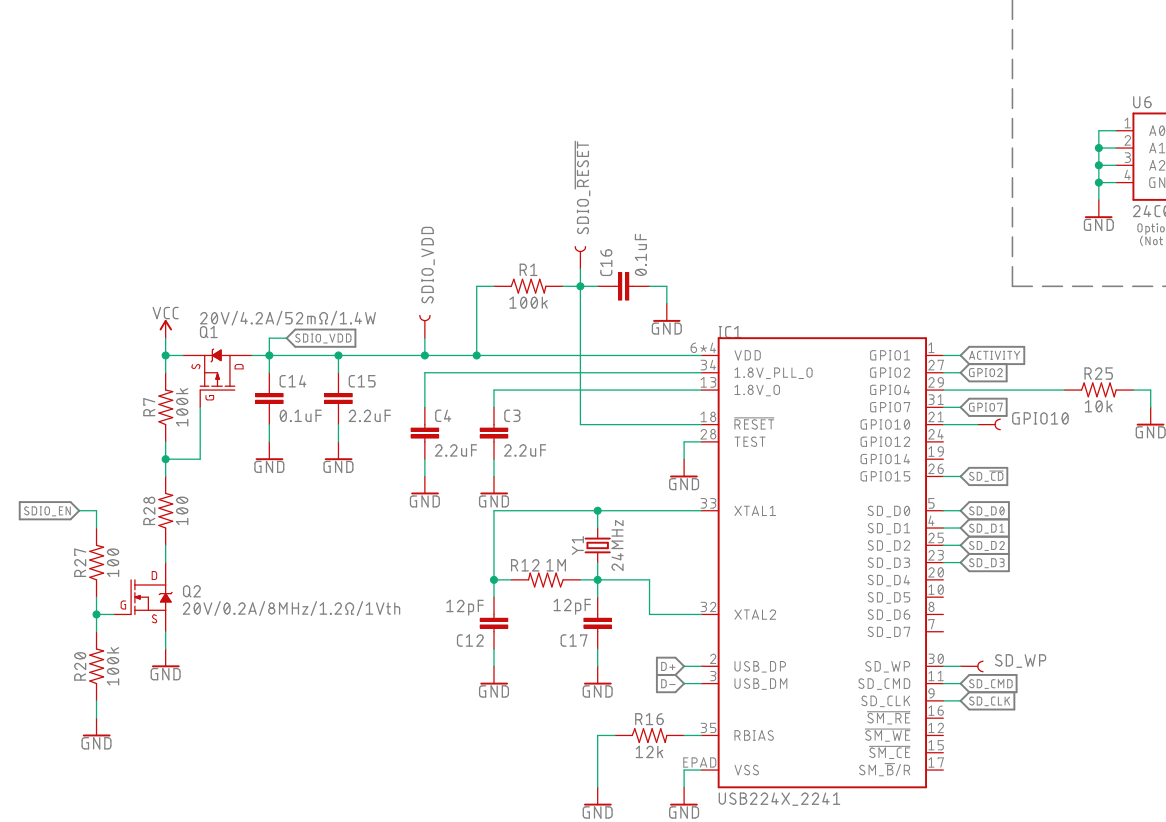 U6
1 A0
2 A1
3 A2
4 GN
24C
GND
Optio
(Not
SDIO_RESET
SDIO_VDD
R1
100k
C16
0.1uF
GND
VCC
20V/4.2A/52mΩ/1.4W
Q1
SDIO_VDD
S
D
G
R7
100k
C14
0.1uF
GND
C15
2.2uF
GND
C4
2.2uF
GND
C3
2.2uF
GND
IC1
6*4 VDD
34 1.8V_PLL_O
13 1.8V_O
18 RESET
28 TEST
GND
33 XTAL1
32 XTAL2
2 USB_DP
3 USB_DM
35 RBIAS
EPAD VSS
GPIO1 1 ACTIVITY
GPIO2 27 GPIO2
GPIO4 29
R25
10k
GND
GPIO7 31 GPIO7
GPIO10 21 GPIO10
GPIO12 24
GPIO14 19
GPIO15 26 SD_CD
SD_D0 5 SD_D0
SD_D1 4 SD_D1
SD_D2 25 SD_D2
SD_D3 23 SD_D3
SD_D4 20
SD_D5 10
SD_D6 8
SD_D7 7
SD_WP 30 SD_WP
SD_CMD 11 SD_CMD
SD_CLK 9 SD_CLK
SM_RE 16
SM_WE 12
SM_CE 15
SM_B/R 17
USB224X_2241
SDIO_EN
R28
100
R27
100
D
G
S
Q2
20V/0.2A/8MHz/1.2Ω/1Vth
GND
R20
100k
GND
Y1
24MHz
R12 1M
12pF
C12
GND
12pF
C17
GND
D+
D-
R16
12k
GND
GND